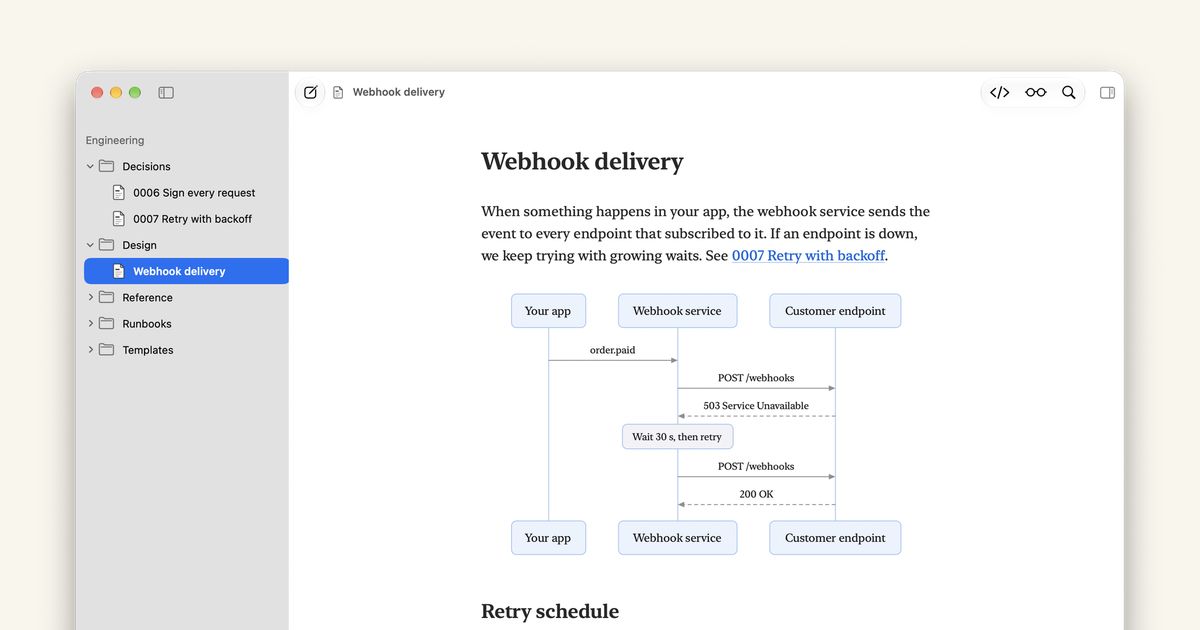 Webhook delivery
Engineering
Decisions
0006 Sign every request
0007 Retry with backoff
Design
Webhook delivery
Reference
Runbooks
Templates
Webhook delivery
When something happens in your app, the webhook service sends the
event to every endpoint that subscribed to it. If an endpoint is down,
we keep trying with growing waits. See 0007 Retry with backoff.
Your app
Webhook service
Customer endpoint
order.paid
POST /webhooks
503 Service Unavailable
Wait 30 s, then retry
POST /webhooks
200 OK
Your app
Webhook service
Customer endpoint
Retry schedule